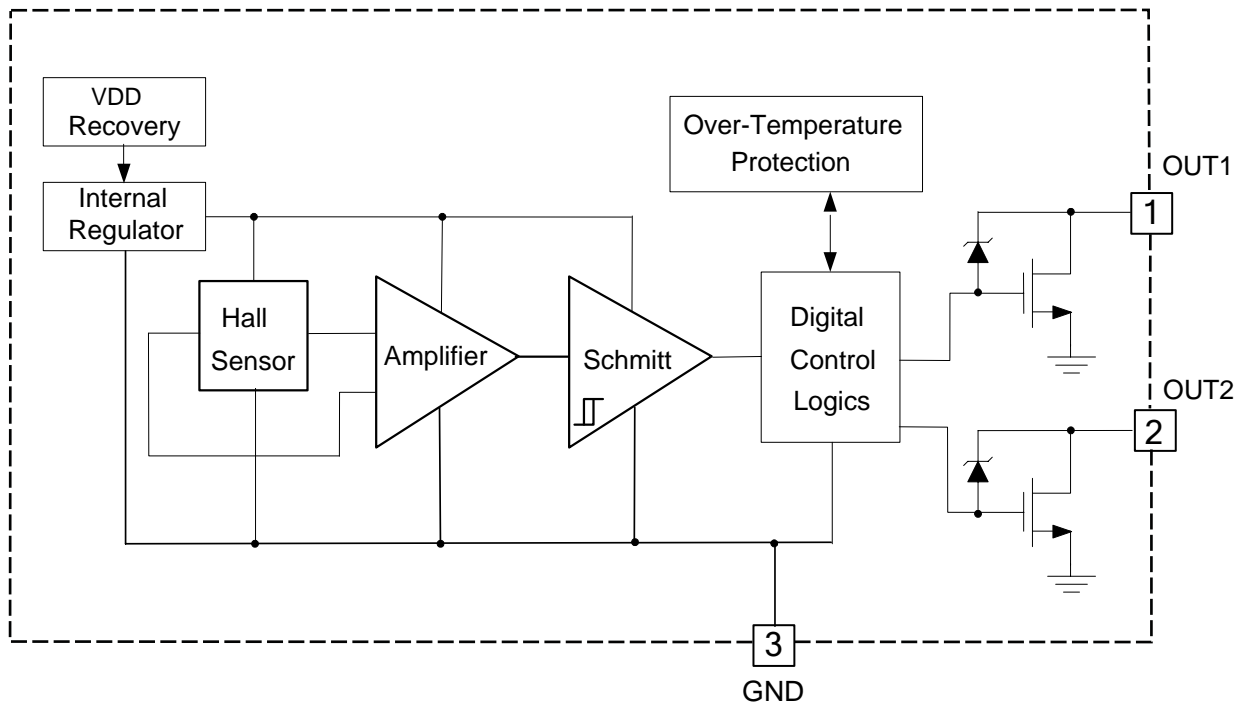 VDD
Recovery
Internal
Regulator
Hall
Sensor
Amplifier
Schmitt
Over-Temperature
Protection
Digital
Control
Logics
OUT1
1
OUT2
2
3
GND